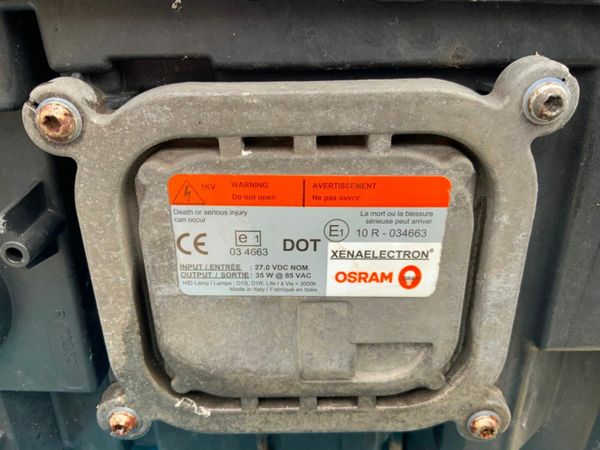 1KV
WARNING
Do not open
AVERTISSEMENT
Ne pas ouvrir
Death or serious injury
can occur
La mort ou la blessure
sérieuse peut arriver
CE
e1
03 4663
DOT
E1 10 R - 034663
XENAELECTRON®
OSRAM
INPUT / ENTRÉE : 27.0 VDC NOM.
OUTPUT / SORTIE : 35 W @ 85 VAC
HID Lamp / Lampe : D1S, D1R, Life / à Vie > 3000h
Made in Italy / Fabriqué en Italie